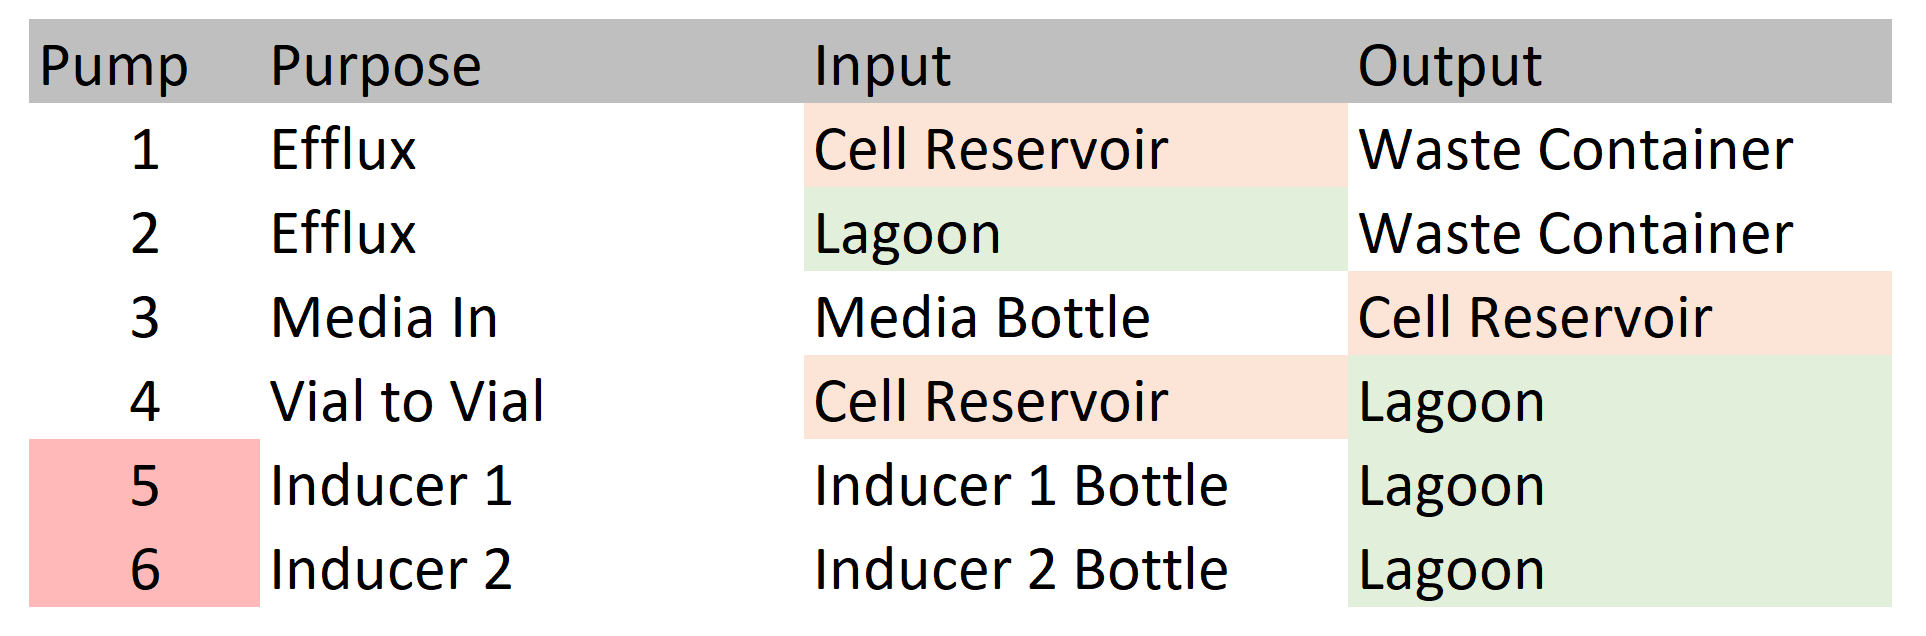 Pump Purpose Input Output
1 Efflux Cell Reservoir Waste Container
2 Efflux Lagoon Waste Container
3 Media In Media Bottle Cell Reservoir
4 Vial to Vial Cell Reservoir Lagoon
5 Inducer 1 Inducer 1 Bottle Lagoon
6 Inducer 2 Inducer 2 Bottle Lagoon